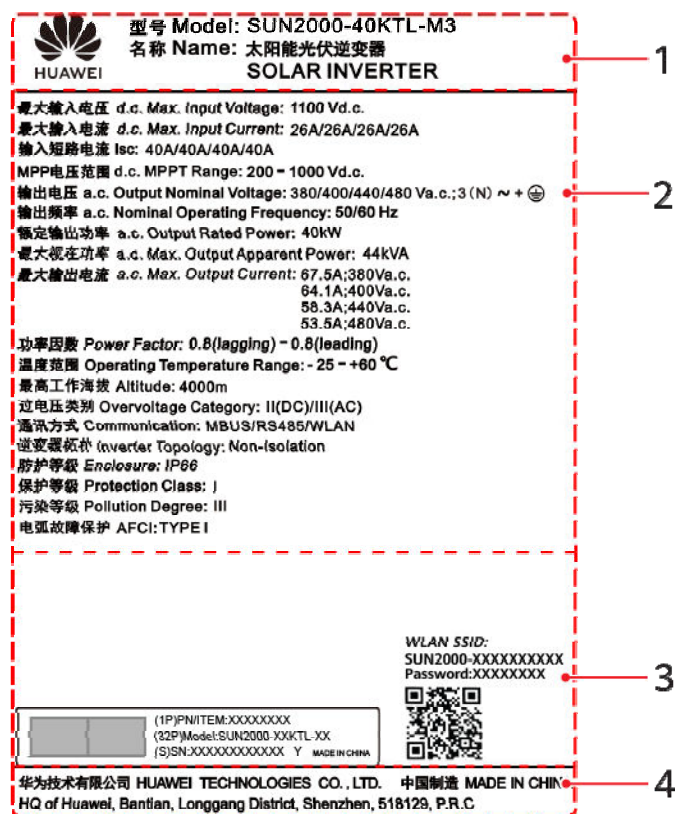 HUAWEI
型号 Model: SUN2000-40KTL-M3
名称 Name: 太阳能光伏逆变器
SOLAR INVERTER
1
最大输入电压 d.c. Max. Input Voltage: 1100 Vd.c.
最大输入电流 d.c. Max. Input Current: 26A/26A/26A/26A
输入短路电流 Isc: 40A/40A/40A/40A
MPP电压范围 d.c. MPPT Range: 200 - 1000 Vd.c.
输出电压 a.c. Output Nominal Voltage: 380/400/440/480 Va.c.;3(N) ~ + ⏚
2
输出频率 a.c. Nominal Operating Frequency: 50/60 Hz
额定输出功率 a.c. Output Rated Power: 40kW
最大视在功率 a.c. Max. Output Apparent Power: 44kVA
最大输出电流 a.c. Max. Output Current: 67.5A;380Va.c.
64.1A;400Va.c.
58.3A;440Va.c.
53.5A;480Va.c.
功率因数 Power Factor: 0.8(lagging) - 0.8(leading)
温度范围 Operating Temperature Range: - 25 - +60 ℃
最高工作海拔 Altitude: 4000m
过电压类别 Overvoltage Category: II(DC)/III(AC)
通讯方式 Communication: MBUS/RS485/WLAN
逆变器拓扑 Inverter Topology: Non-Isolation
防护等级 Enclosure: IP66
保护等级 Protection Class: I
污染等级 Pollution Degree: III
电弧故障保护 AFCI:TYPE I
WLAN SSID:
SUN2000-XXXXXXXXXX
Password:XXXXXXXX
3
(1P)PN/ITEM:XXXXXXXX
(32P)Model:SUN2000-XXKTL-XX
(S)SN:XXXXXXXXXXXX Y MADE IN CHINA
华为技术有限公司 HUAWEI TECHNOLOGIES CO., LTD. 中国制造 MADE IN CHIN
4
HQ of Huawei, Bantian, Longgang District, Shenzhen, 518129, P.R.C